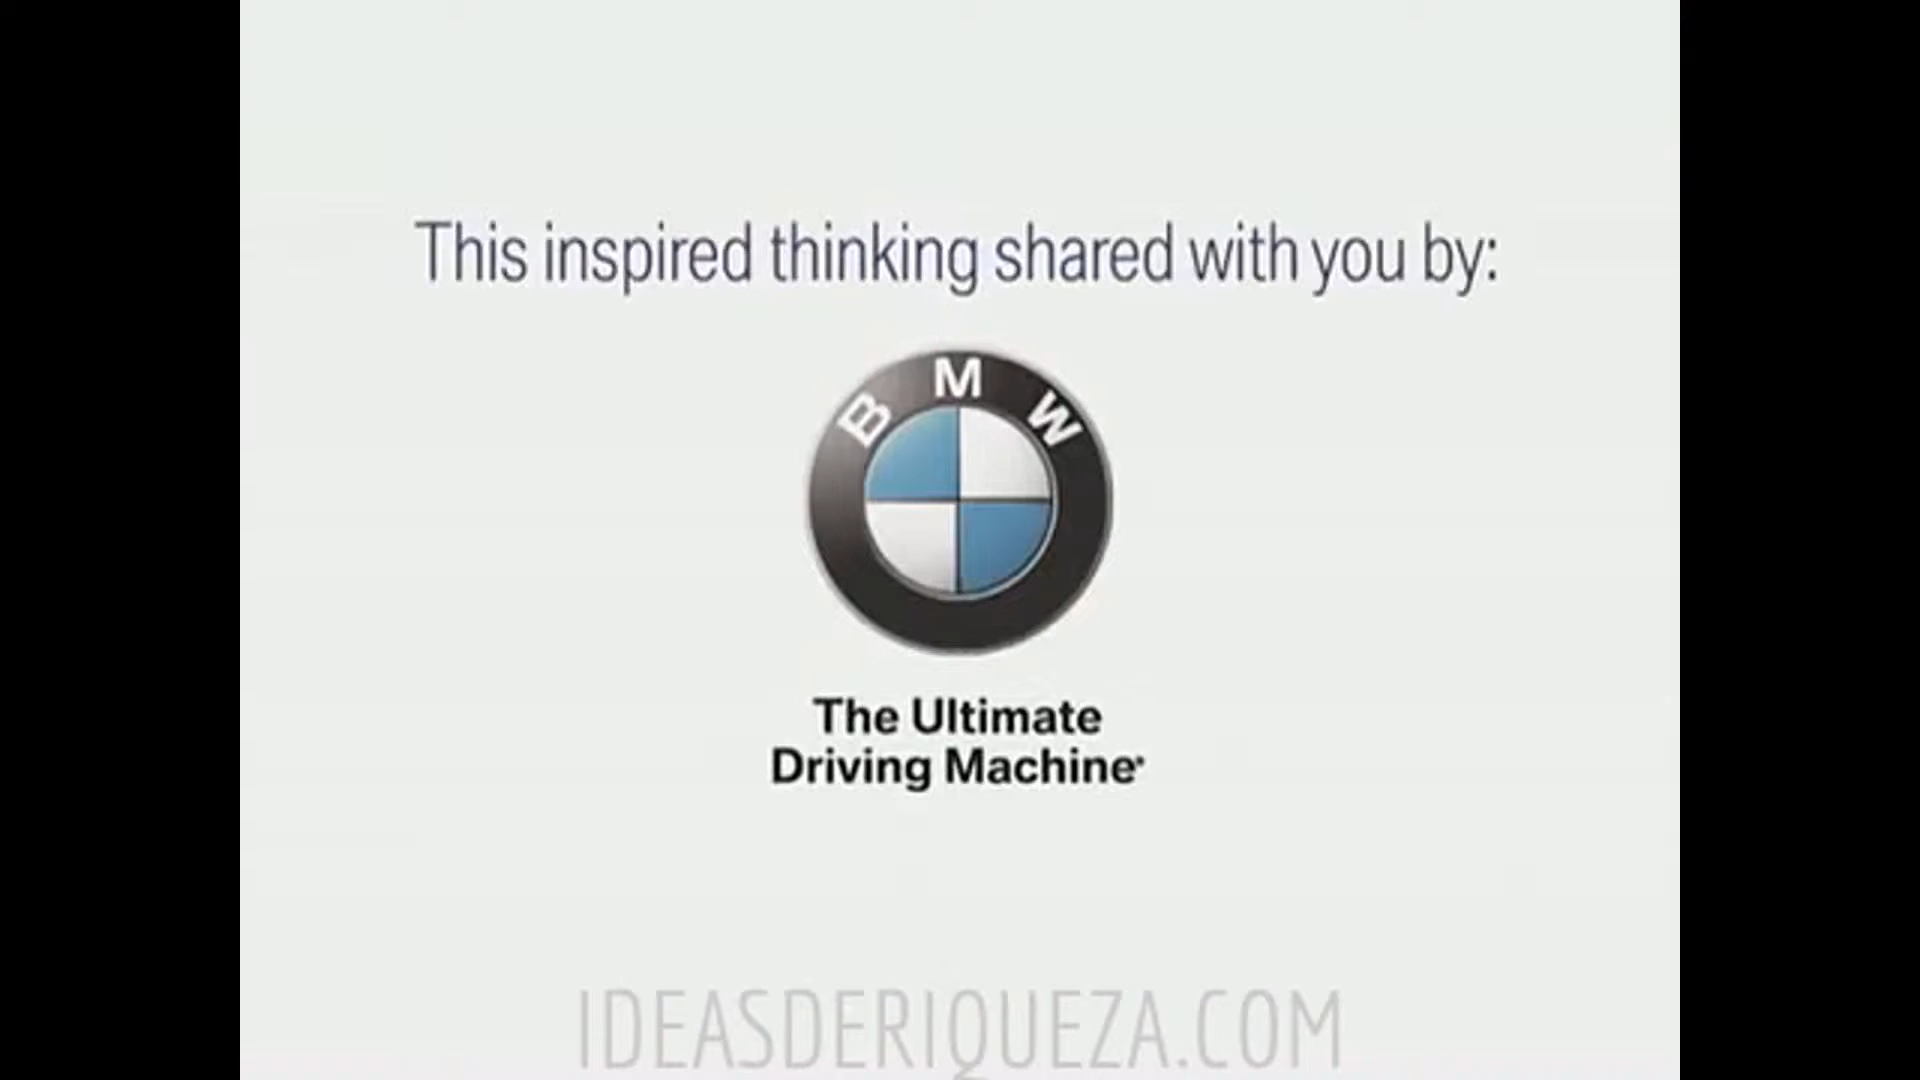 This inspired thinking shared with you by:
BMW
The Ultimate
Driving Machine®
IDEASDERIQUEZA.COM